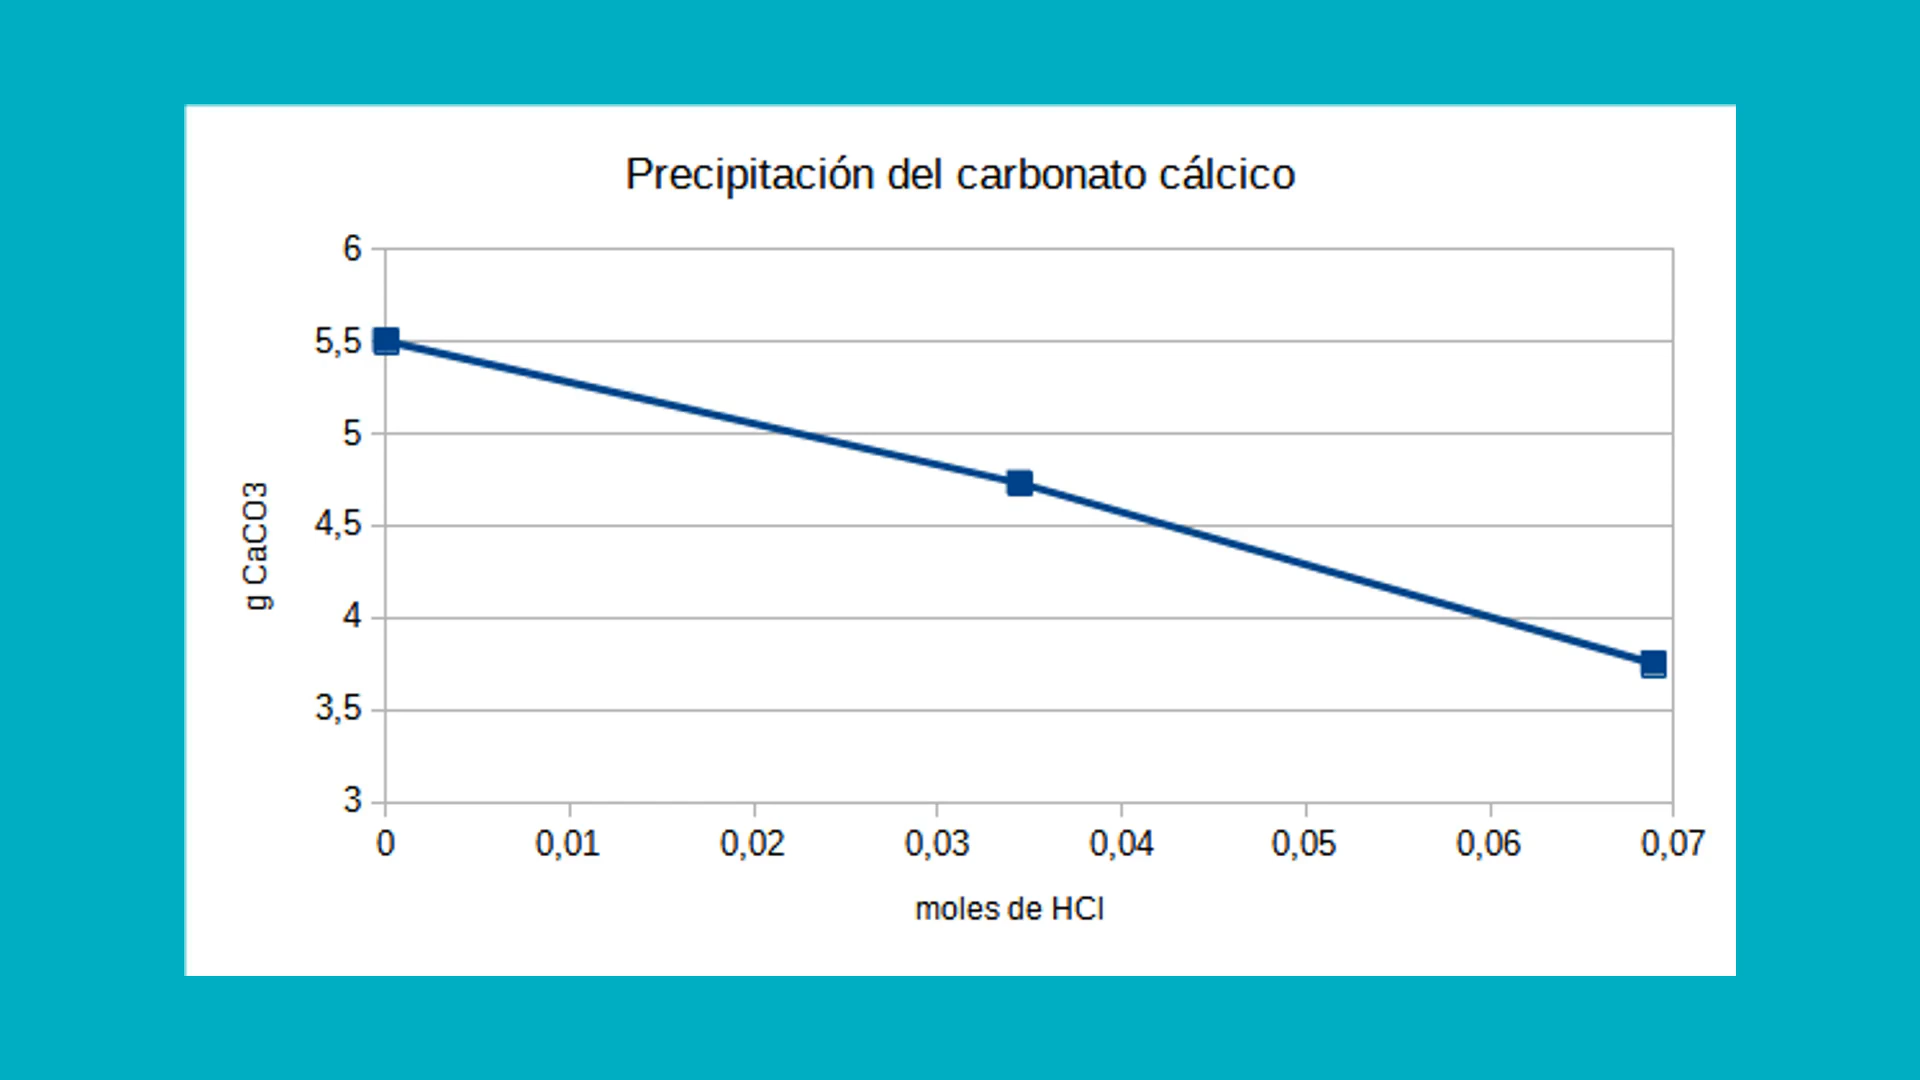 Precipitación del carbonato cálcico
6
5,5
5
4,5
4
3,5
3
g CaCO3
0 0,01 0,02 0,03 0,04 0,05 0,06 0,07
moles de HCl